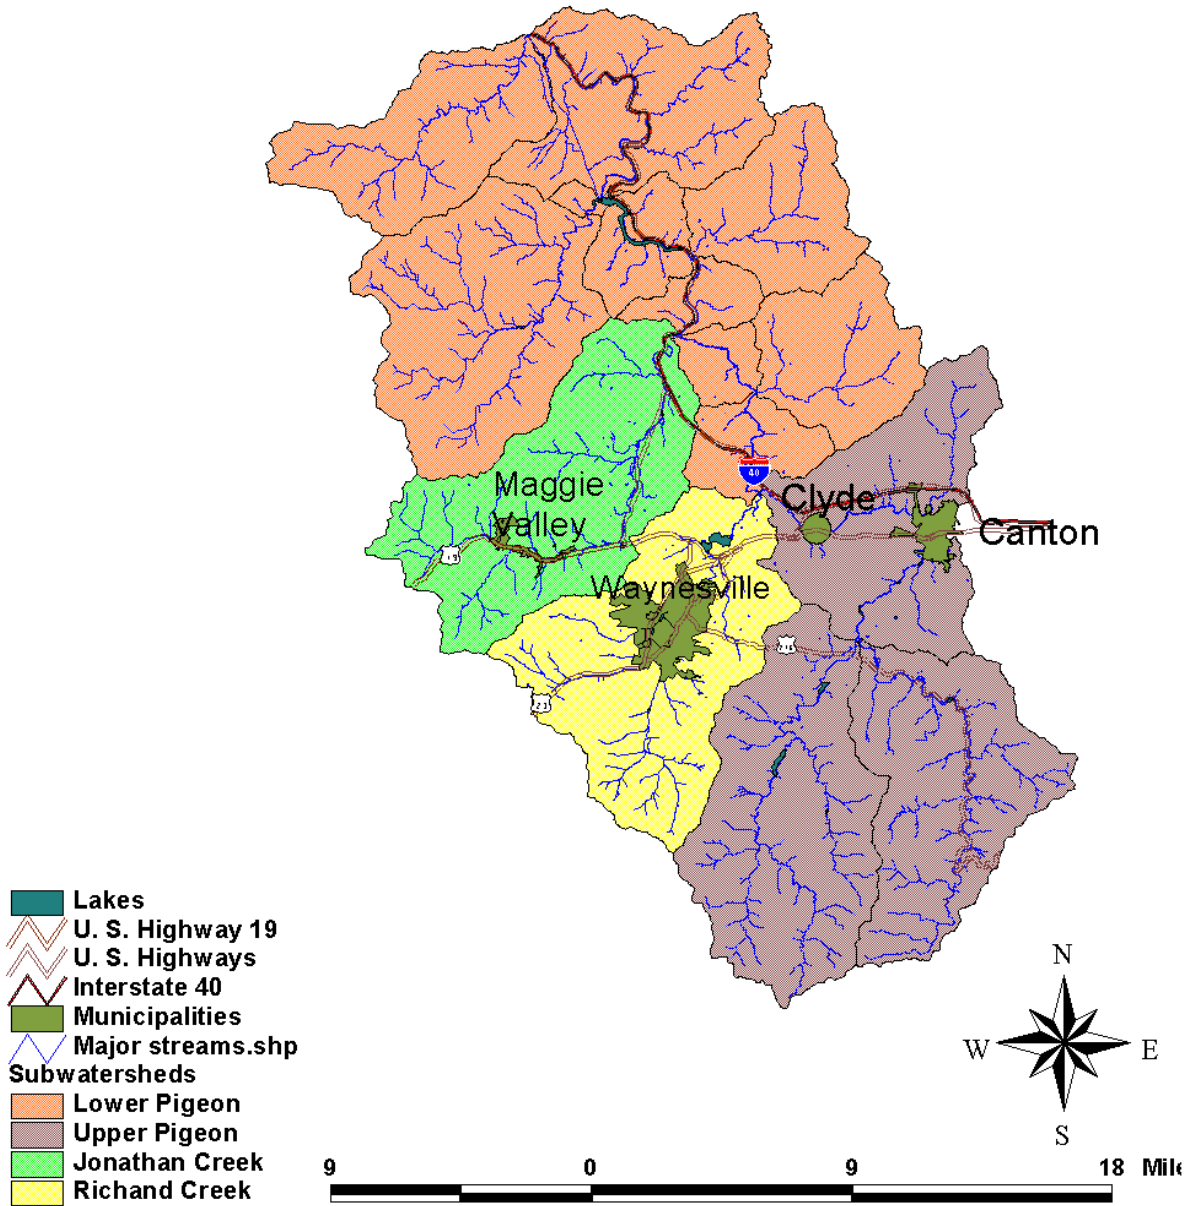 40
Maggie
Valley
Clyde
Canton
19
Waynesville
23
N
W
E
S
Lakes
U. S. Highway 19
U. S. Highways
Interstate 40
Municipalities
Major streams.shp
Subwatersheds
Lower Pigeon
Upper Pigeon
Jonathan Creek
Richand Creek
9 0 9 18 Mile